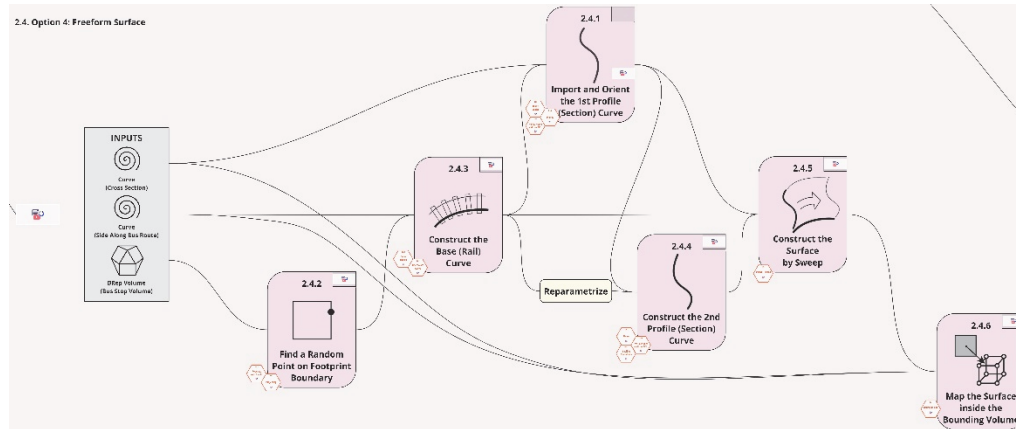 2.4. Option 4: Freeform Surface
2.4.1
Import and Orient
the 1st Profile
(Section) Curve
INPUTS
Curve
(Cross Section)
Curve
(Side Along Bus Route)
BRep Volume
(Bus Stop Volume)
2.4.3
Construct the
Base (Rail)
Curve
2.4.5
Construct the
Surface
by Sweep
2.4.2
Find a Random
Point on Footprint
Boundary
Reparametrize
2.4.4
Construct the 2nd
Profile (Section)
Curve
2.4.6
Map the Surface
inside the
Bounding Volume